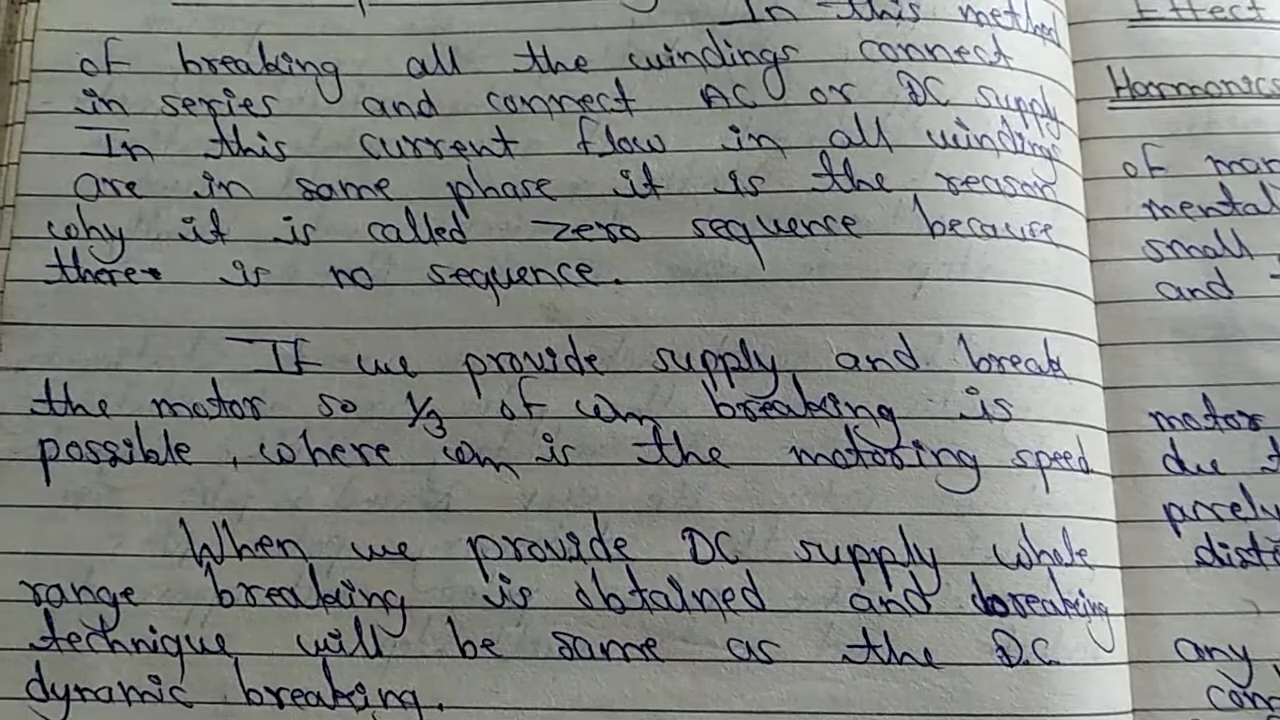 In this method
of breaking all the windings connect
in series and connect AC or DC supply
In this current flow in all windings
are in same phase it is the reason
why it is called zero sequence because
there is no sequence.
If we provide supply and break
the motor so 1/3 of ωm breaking is
possible, where ωm is the motoring speed
When we provide DC supply whole
range breaking is obtained and breaking
technique will be same as the D.C
dynamic breaking.
Effect
Harmonics
of
mental
small
and
motor
due
any